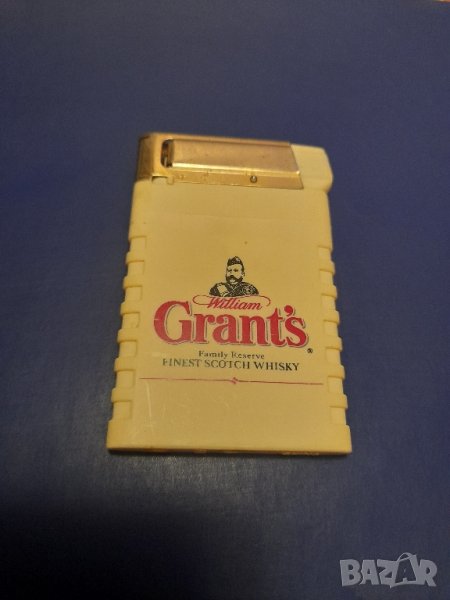 William
Grant's
®
Family Reserve
FINEST SCOTCH WHISKY
BAZAR